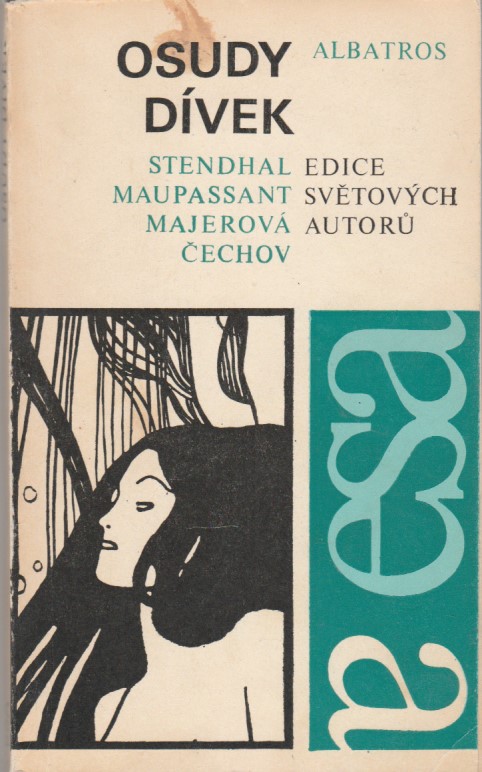 OSUDY
DÍVEK
ALBATROS
STENDHAL
MAUPASSANT
MAJEROVÁ
ČECHOV
EDICE
SVĚTOVÝCH
AUTORŮ
a esa